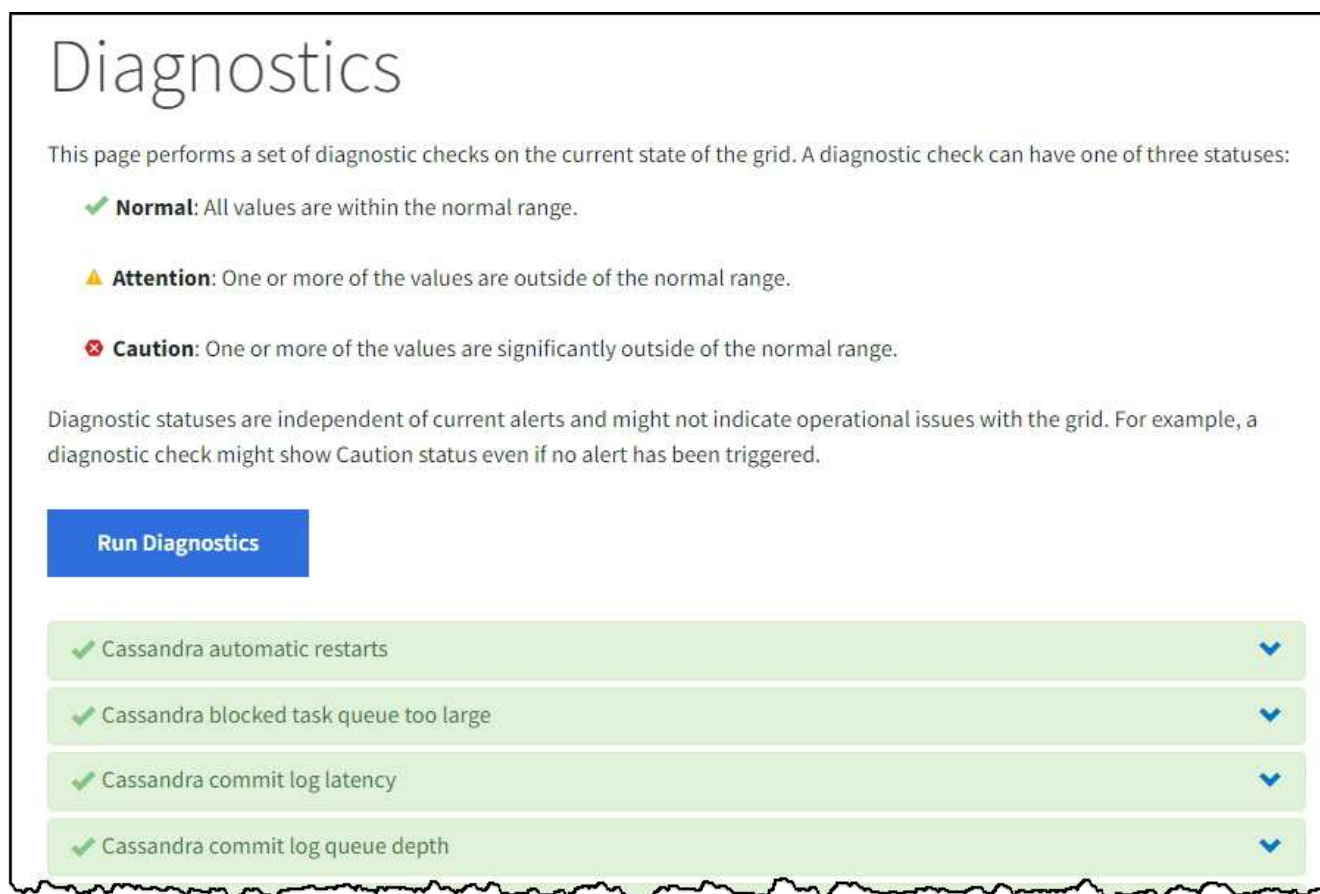 Diagnostics
This page performs a set of diagnostic checks on the current state of the grid. A diagnostic check can have one of three statuses:
Normal: All values are within the normal range.
Attention: One or more of the values are outside of the normal range.
Caution: One or more of the values are significantly outside of the normal range.
Diagnostic statuses are independent of current alerts and might not indicate operational issues with the grid. For example, a
diagnostic check might show Caution status even if no alert has been triggered.
Run Diagnostics
Cassandra automatic restarts
Cassandra blocked task queue too large
Cassandra commit log latency
Cassandra commit log queue depth